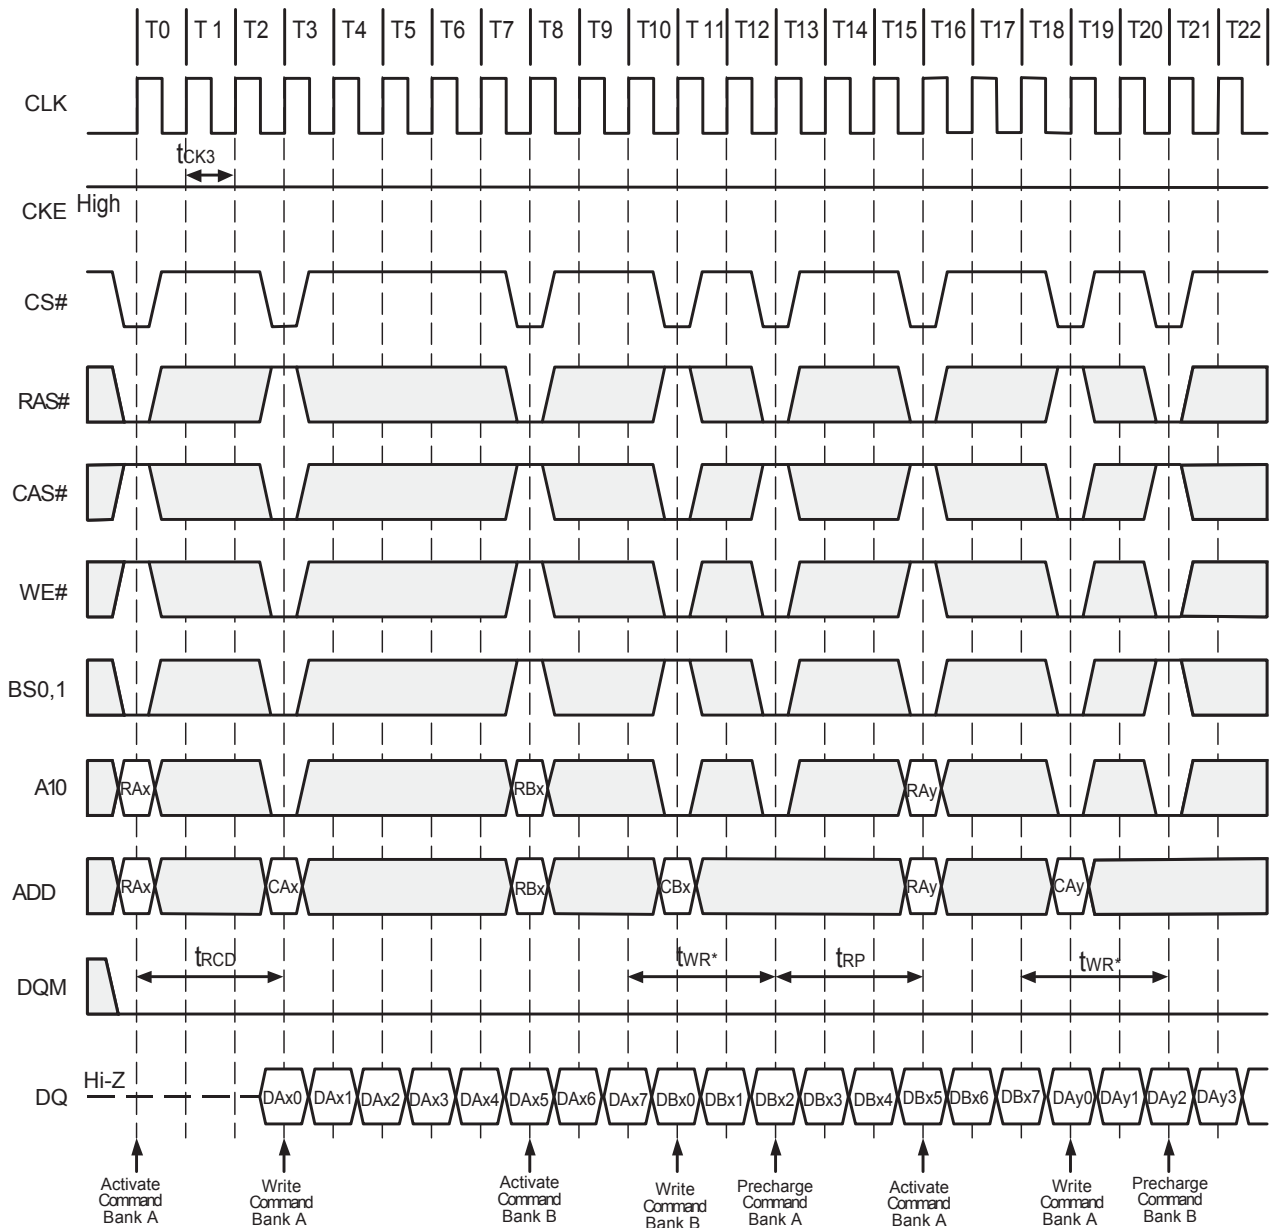 T0 T 1 T2 T3 T4 T5 T6 T7 T8 T9 T10 T 11 T12 T13 T14 T15 T16 T17 T18 T19 T20 T21 T22
CLK
tCK3
High
CKE
CS#
RAS#
CAS#
WE#
BS0,1
A10 RAx RBx RAy
ADD RAx CAx RBx CBx RAy CAy
tRCD tWR* tRP tWR*
DQM
Hi-Z
DQ DAx0 DAx1 DAx2 DAx3 DAx4 DAx5 DAx6 DAx7 DBx0 DBx1 DBx2 DBx3 DBx4 DBx5 DBx6 DBx7 DAy0 DAy1 DAy2 DAy3
Activate
Command
Bank A
Write
Command
Bank A
Activate
Command
Bank B
Write
Command
Bank B
Precharge
Command
Bank A
Activate
Command
Bank A
Write
Command
Bank A
Precharge
Command
Bank B